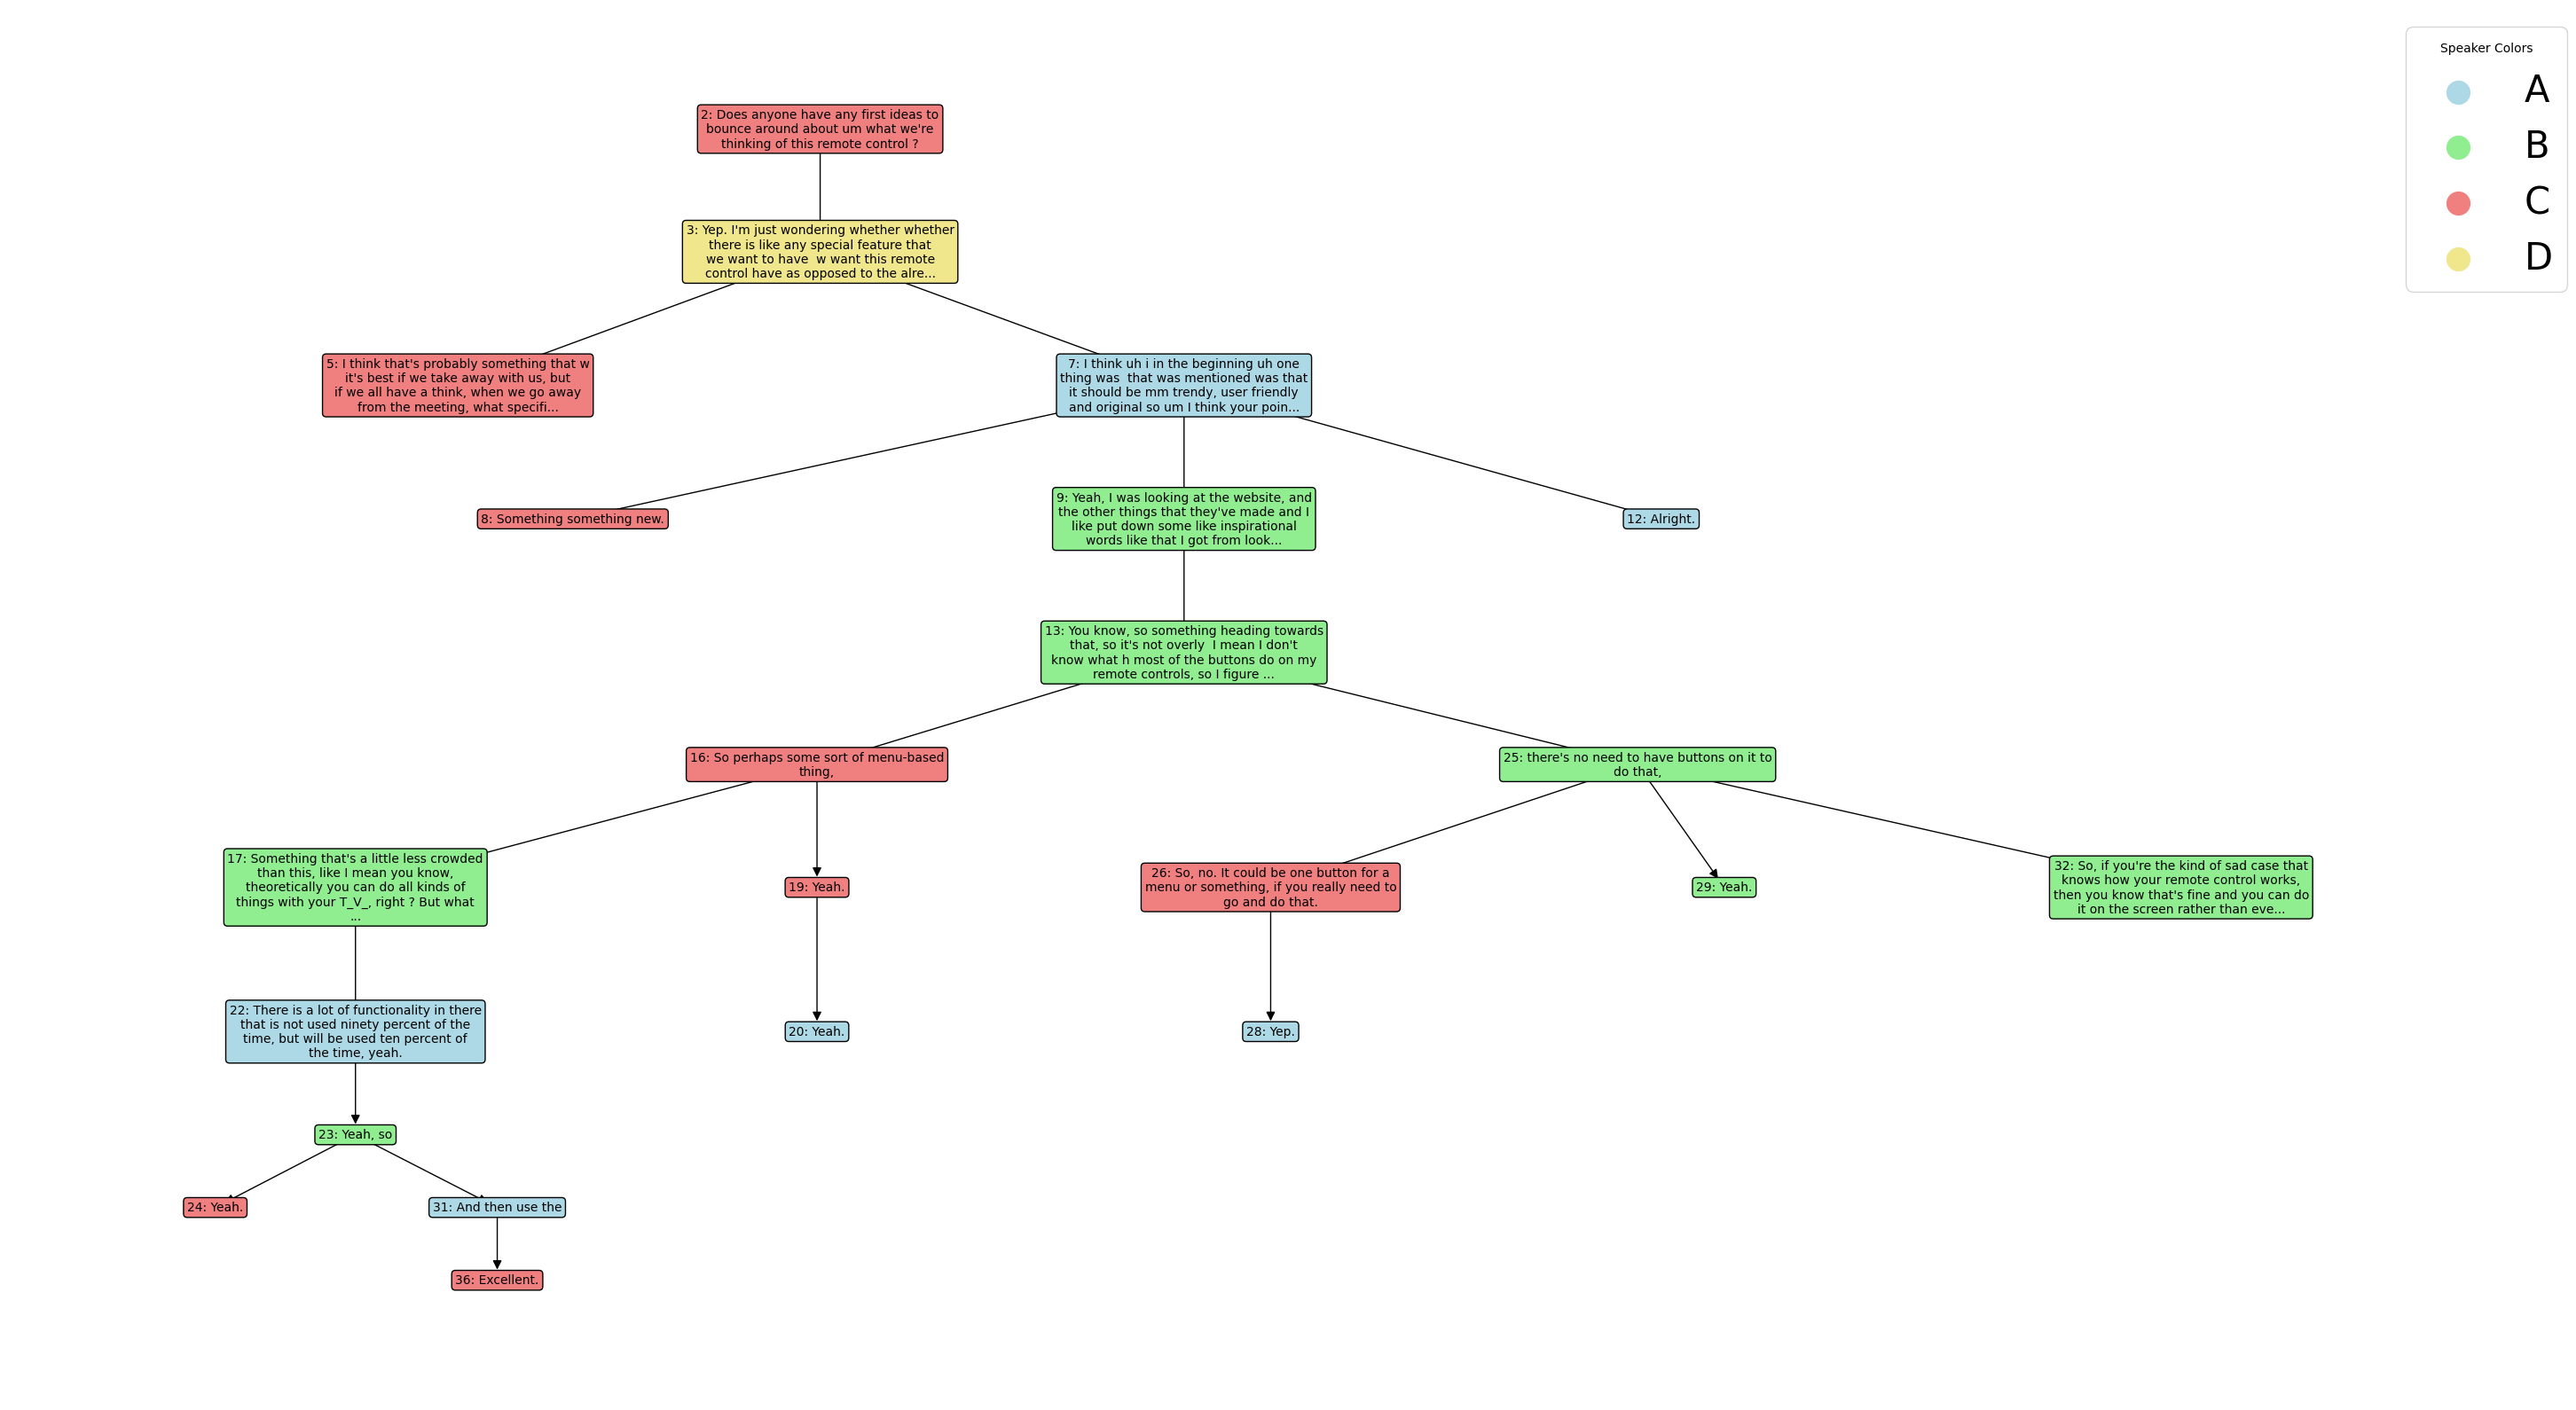 Speaker Colors
A
B
C
D
2: Does anyone have any first ideas to
bounce around about um what we're
thinking of this remote control ?
3: Yep. I'm just wondering whether whether
there is like any special feature that
we want to have  w want this remote
control have as opposed to the alre...
5: I think that's probably something that w
it's best if we take away with us, but
if we all have a think, when we go away
from the meeting, what specifi...
7: I think uh i in the beginning uh one
thing was  that was mentioned was that
it should be mm trendy, user friendly
and original so um I think your poin...
8: Something something new.
9: Yeah, I was looking at the website, and
the other things that they've made and I
like put down some like inspirational
words like that I got from look...
12: Alright.
13: You know, so something heading towards
that, so it's not overly  I mean I don't
know what h most of the buttons do on my
remote controls, so I figure ...
16: So perhaps some sort of menu-based
thing,
25: there's no need to have buttons on it to
do that,
17: Something that's a little less crowded
than this, like I mean you know,
theoretically you can do all kinds of
things with your T_V_, right ? But what
...
19: Yeah.
26: So, no. It could be one button for a
menu or something, if you really need to
go and do that.
29: Yeah.
32: So, if you're the kind of sad case that
knows how your remote control works,
then you know that's fine and you can do
it on the screen rather than eve...
22: There is a lot of functionality in there
that is not used ninety percent of the
time, but will be used ten percent of
the time, yeah.
20: Yeah.
28: Yep.
23: Yeah, so
24: Yeah.
31: And then use the
36: Excellent.